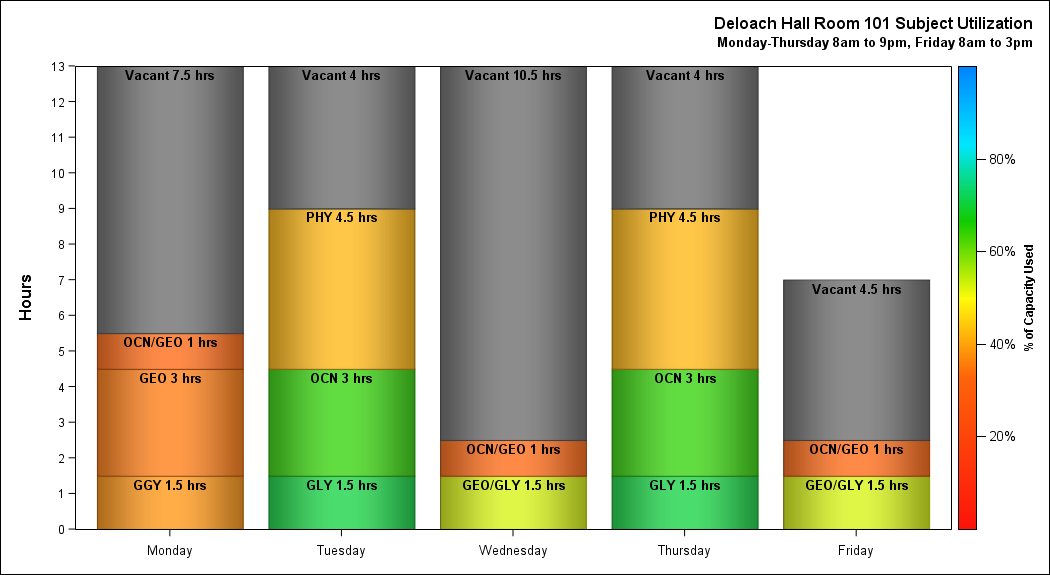 Deloach Hall Room 101 Subject Utilization
Monday-Thursday 8am to 9pm, Friday 8am to 3pm
Hours
13
12
11
10
9
8
7
6
5
4
3
2
1
0
Vacant 7.5 hrs
OCN/GEO 1 hrs
GEO 3 hrs
GGY 1.5 hrs
Vacant 4 hrs
PHY 4.5 hrs
OCN 3 hrs
GLY 1.5 hrs
Vacant 10.5 hrs
OCN/GEO 1 hrs
GEO/GLY 1.5 hrs
Vacant 4 hrs
PHY 4.5 hrs
OCN 3 hrs
GLY 1.5 hrs
Vacant 4.5 hrs
OCN/GEO 1 hrs
GEO/GLY 1.5 hrs
Monday
Tuesday
Wednesday
Thursday
Friday
80%
60%
40%
20%
% of Capacity Used